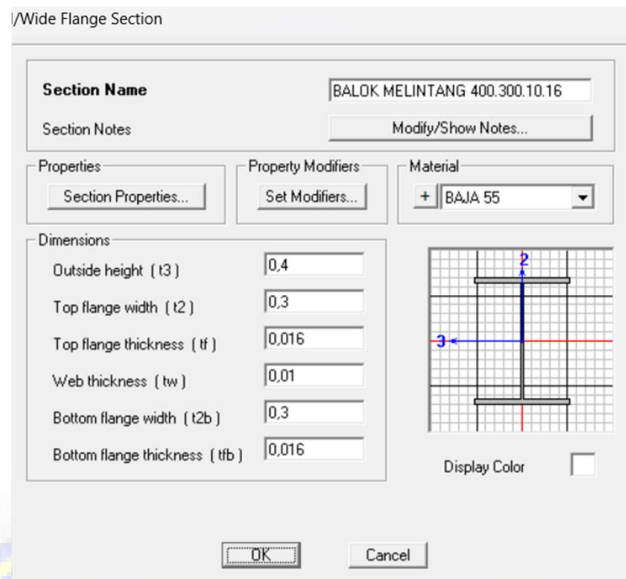 I/Wide Flange Section
Section Name BALOK MELINTANG 400.300.10.16
Section Notes Modify/Show Notes...
Properties Property Modifiers Material
Section Properties... Set Modifiers... + BAJA 55
Dimensions
Outside height ( t3 ) 0,4
Top flange width ( t2 ) 0,3
Top flange thickness ( tf ) 0,016
Web thickness ( tw ) 0,01
Bottom flange width ( t2b ) 0,3
Bottom flange thickness ( tfb ) 0,016
2
3
Display Color
OK Cancel